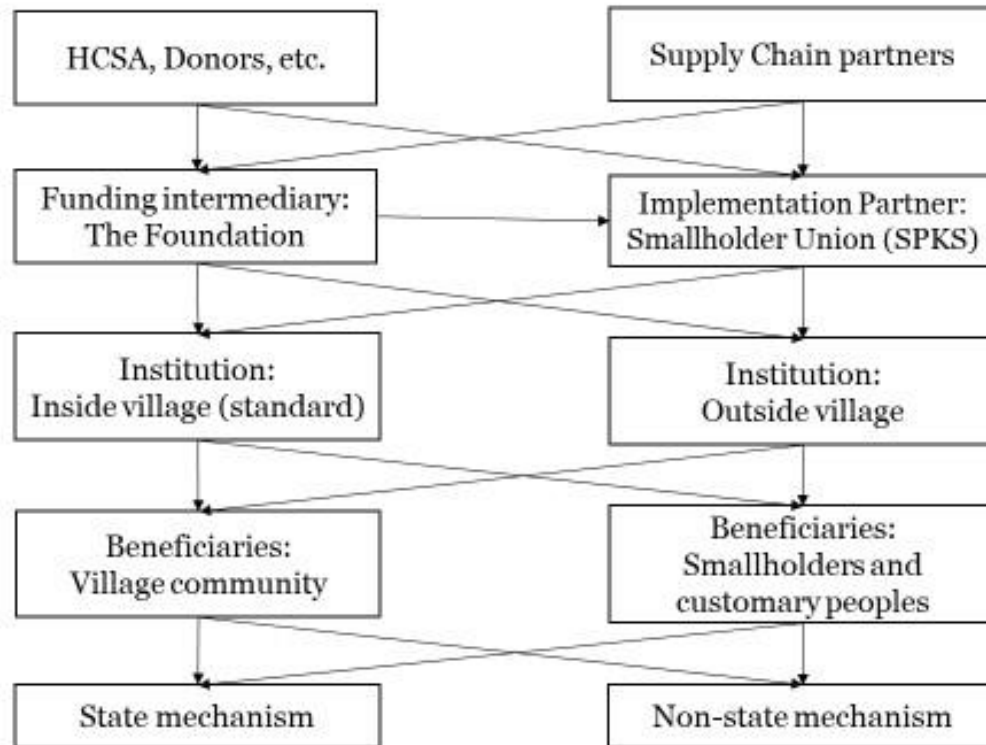 HCSA, Donors, etc.
Supply Chain partners
Funding intermediary:
The Foundation
Implementation Partner:
Smallholder Union (SPKS)
Institution:
Inside village (standard)
Institution:
Outside village
Beneficiaries:
Village community
Beneficiaries:
Smallholders and
customary peoples
State mechanism
Non-state mechanism